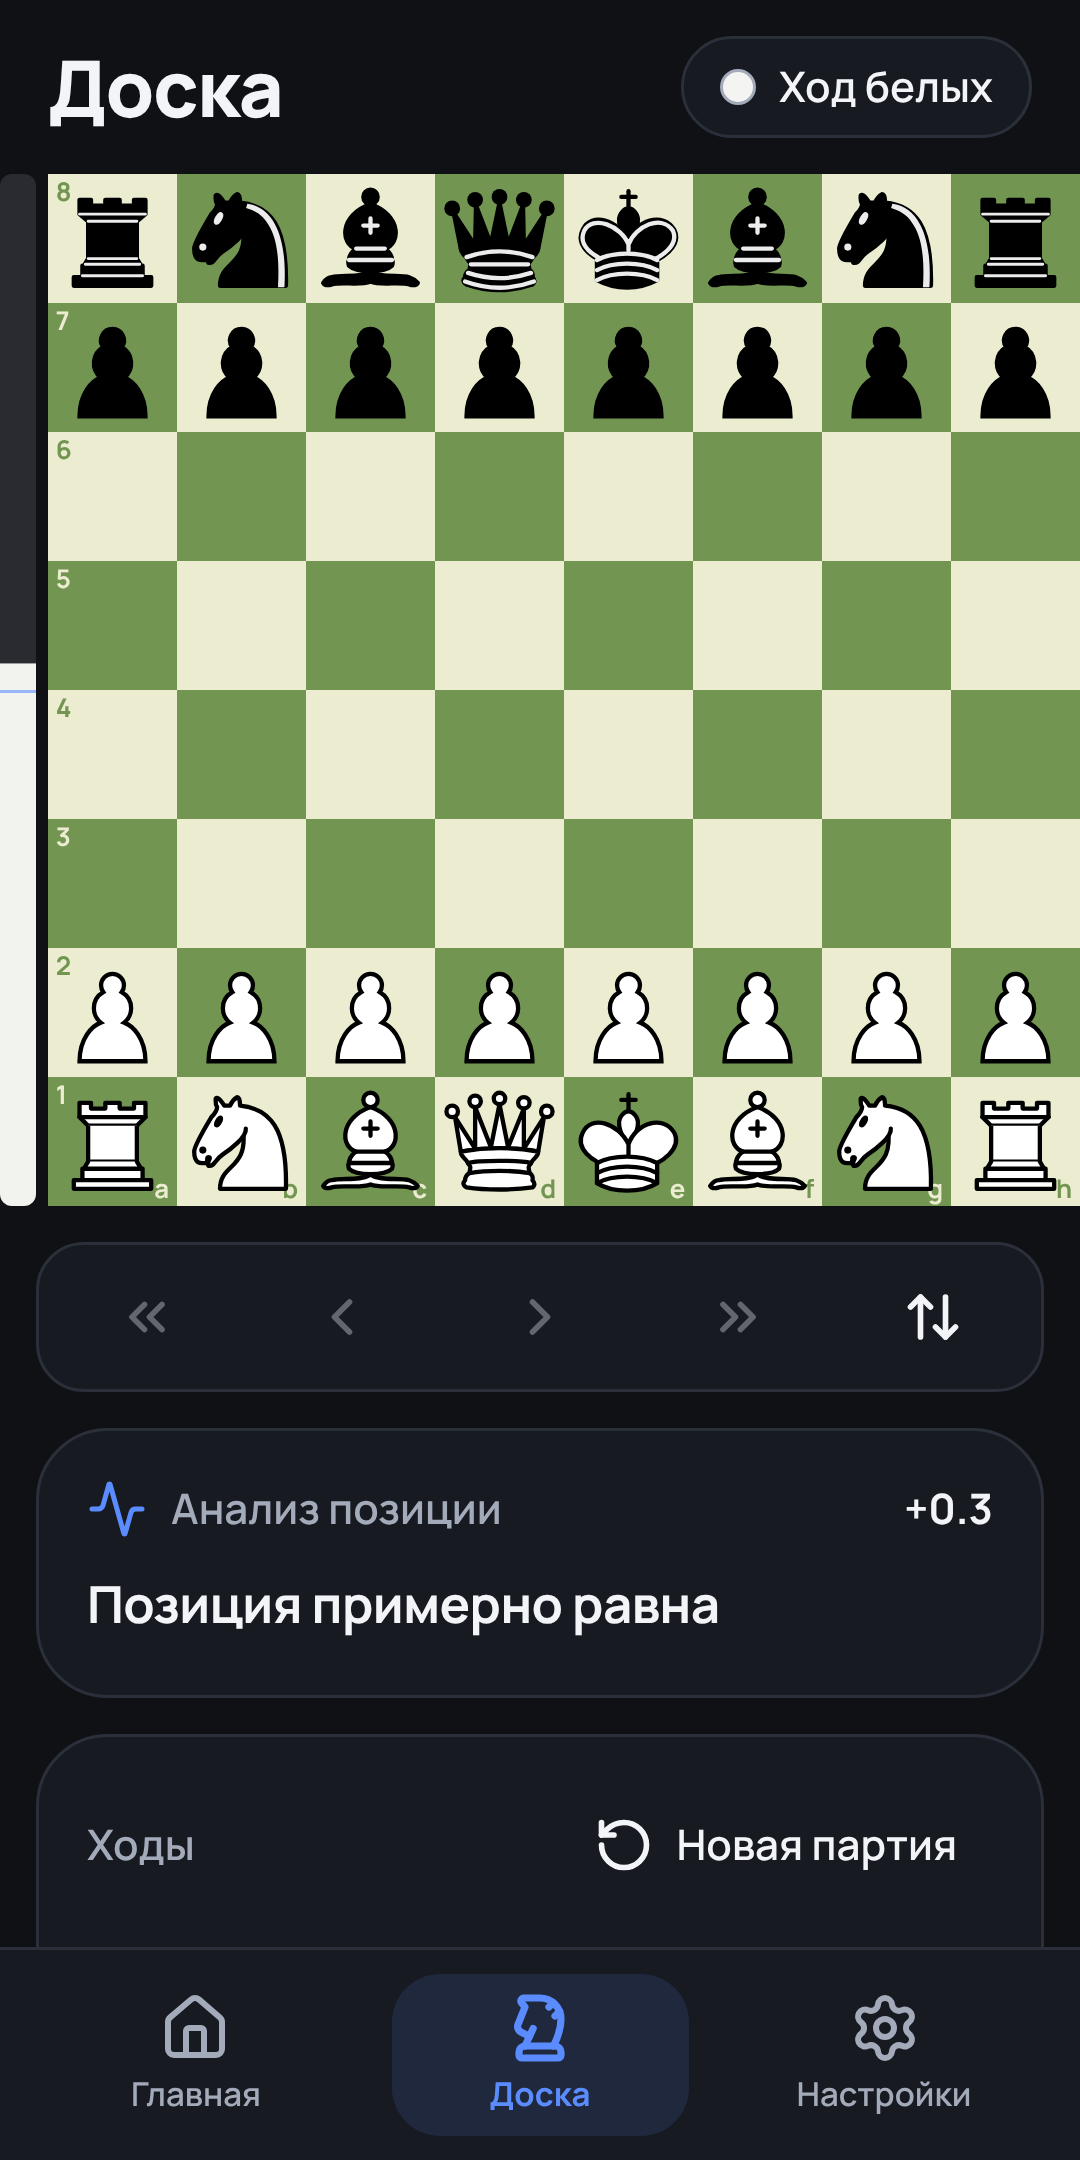 Доска
Ход белых
8
7
6
5
4
3
2
1
a b c d e f g h
Анализ позиции
+0.3
Позиция примерно равна
Ходы
Новая партия
Главная
Доска
Настройки